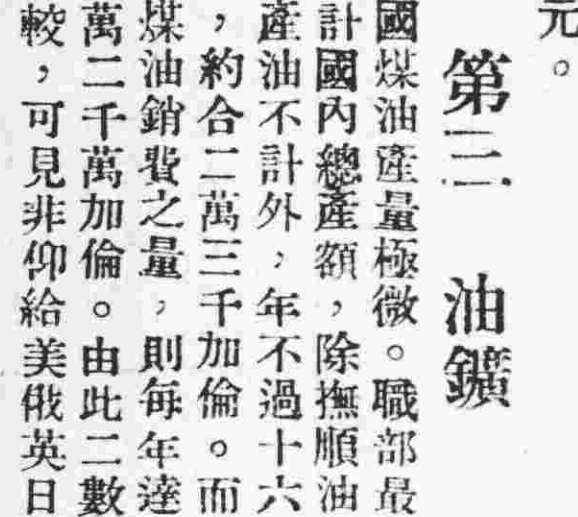 元。
第三　油鑛
國煤油產量極微。職部最
計國內總產額，除撫順油
產油不計外，年不過十六
，約合二萬三千加倫。而
煤油銷費之量，則每年達
萬二千萬加倫。由此二數
較，可見非仰給美俄英日